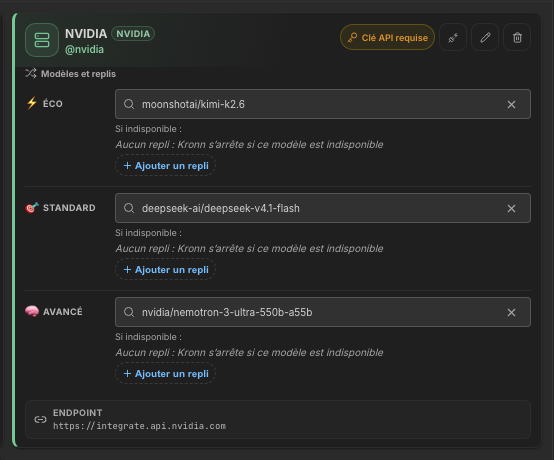 NVIDIA NVIDIA
@nvidia
Clé API requise
Modèles et replis
ÉCO
moonshotai/kimi-k2.6
Si indisponible :
Aucun repli : Kronn s’arrête si ce modèle est indisponible
+ Ajouter un repli
STANDARD
deepseek-ai/deepseek-v4.1-flash
Si indisponible :
Aucun repli : Kronn s’arrête si ce modèle est indisponible
+ Ajouter un repli
AVANCÉ
nvidia/nemotron-3-ultra-550b-a55b
Si indisponible :
Aucun repli : Kronn s’arrête si ce modèle est indisponible
+ Ajouter un repli
ENDPOINT
https://integrate.api.nvidia.com